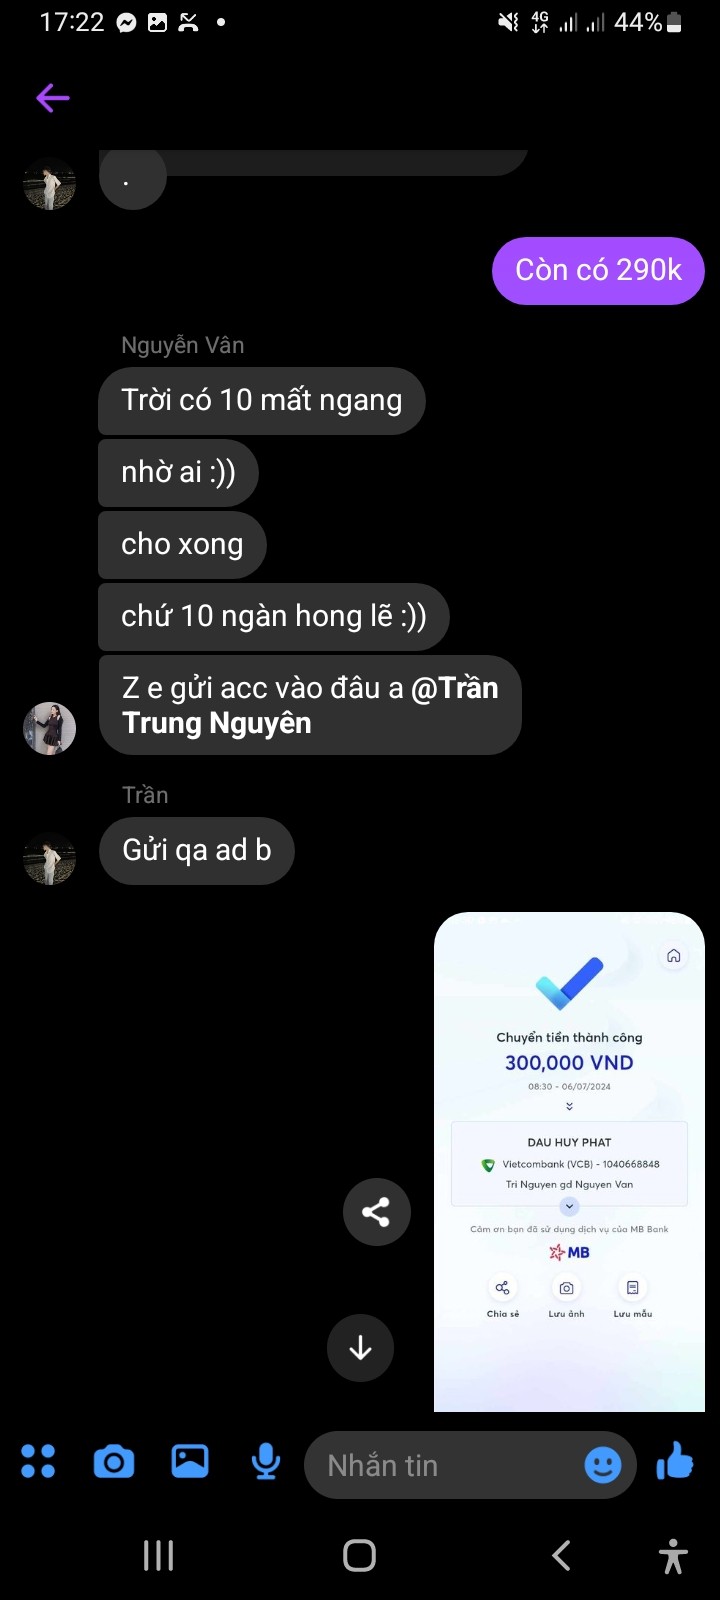 17:22
4G
44%
.
Còn có 290k
Nguyễn Vân
Trời có 10 mất ngang
nhờ ai :))
cho xong
chứ 10 ngàn hong lẽ :))
Z e gửi acc vào đâu a @Trần
Trung Nguyên
Trần
Gửi qa ad b
Chuyển tiền thành công
300,000 VND
08:30 - 06/07/2024
DAU HUY PHAT
Vietcombank (VCB) - 1040668848
Tri Nguyen gd Nguyen Van
Cảm ơn bạn đã sử dụng dịch vụ của MB Bank
MB
Chia sẻ
Lưu ảnh
Lưu mẫu
Nhắn tin